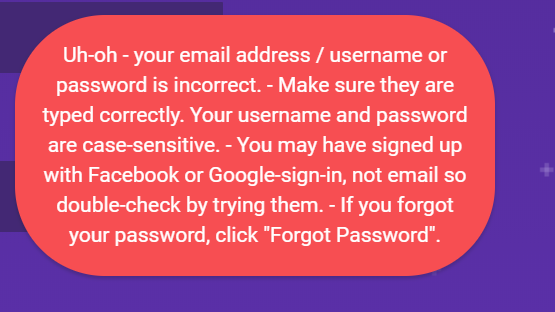 Uh-oh - your email address / username or
password is incorrect. - Make sure they are
typed correctly. Your username and password
are case-sensitive. - You may have signed up
with Facebook or Google-sign-in, not email so
double-check by trying them. - If you forgot
your password, click "Forgot Password".